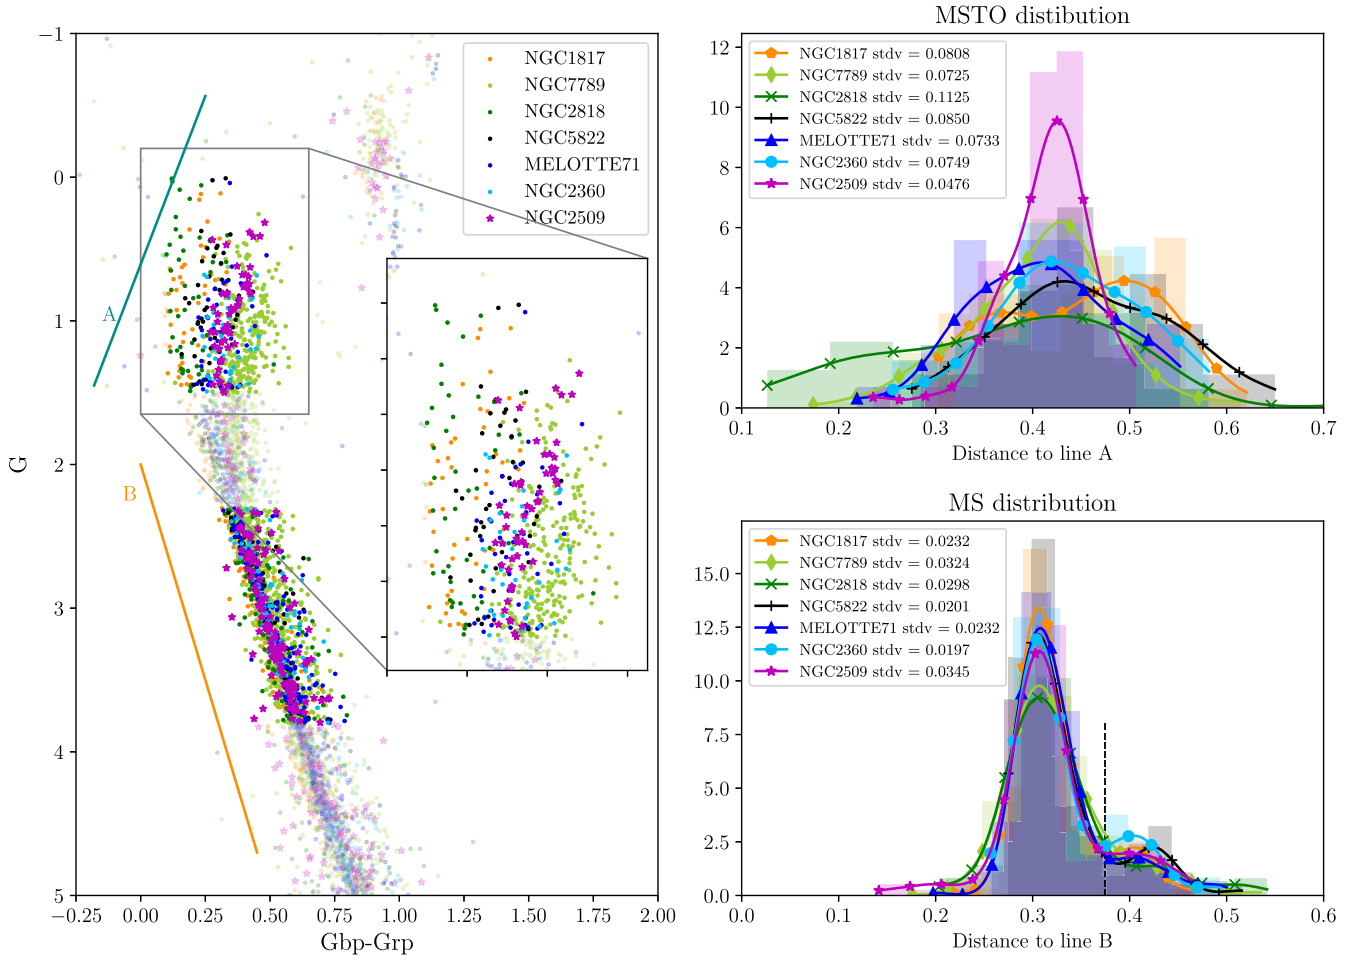 −1
0
1
2
3
4
5
G
−0.25 0.00 0.25 0.50 0.75 1.00 1.25 1.50 1.75 2.00
Gbp-Grp
A
B
NGC1817
NGC7789
NGC2818
NGC5822
MELOTTE71
NGC2360
NGC2509
MSTO distibution
12
10
8
6
4
2
0
NGC1817 stdv = 0.0808
NGC7789 stdv = 0.0725
NGC2818 stdv = 0.1125
NGC5822 stdv = 0.0850
MELOTTE71 stdv = 0.0733
NGC2360 stdv = 0.0749
NGC2509 stdv = 0.0476
0.1 0.2 0.3 0.4 0.5 0.6 0.7
Distance to line A
MS distribution
15.0
12.5
10.0
7.5
5.0
2.5
0.0
NGC1817 stdv = 0.0232
NGC7789 stdv = 0.0324
NGC2818 stdv = 0.0298
NGC5822 stdv = 0.0201
MELOTTE71 stdv = 0.0232
NGC2360 stdv = 0.0197
NGC2509 stdv = 0.0345
0.0 0.1 0.2 0.3 0.4 0.5 0.6
Distance to line B